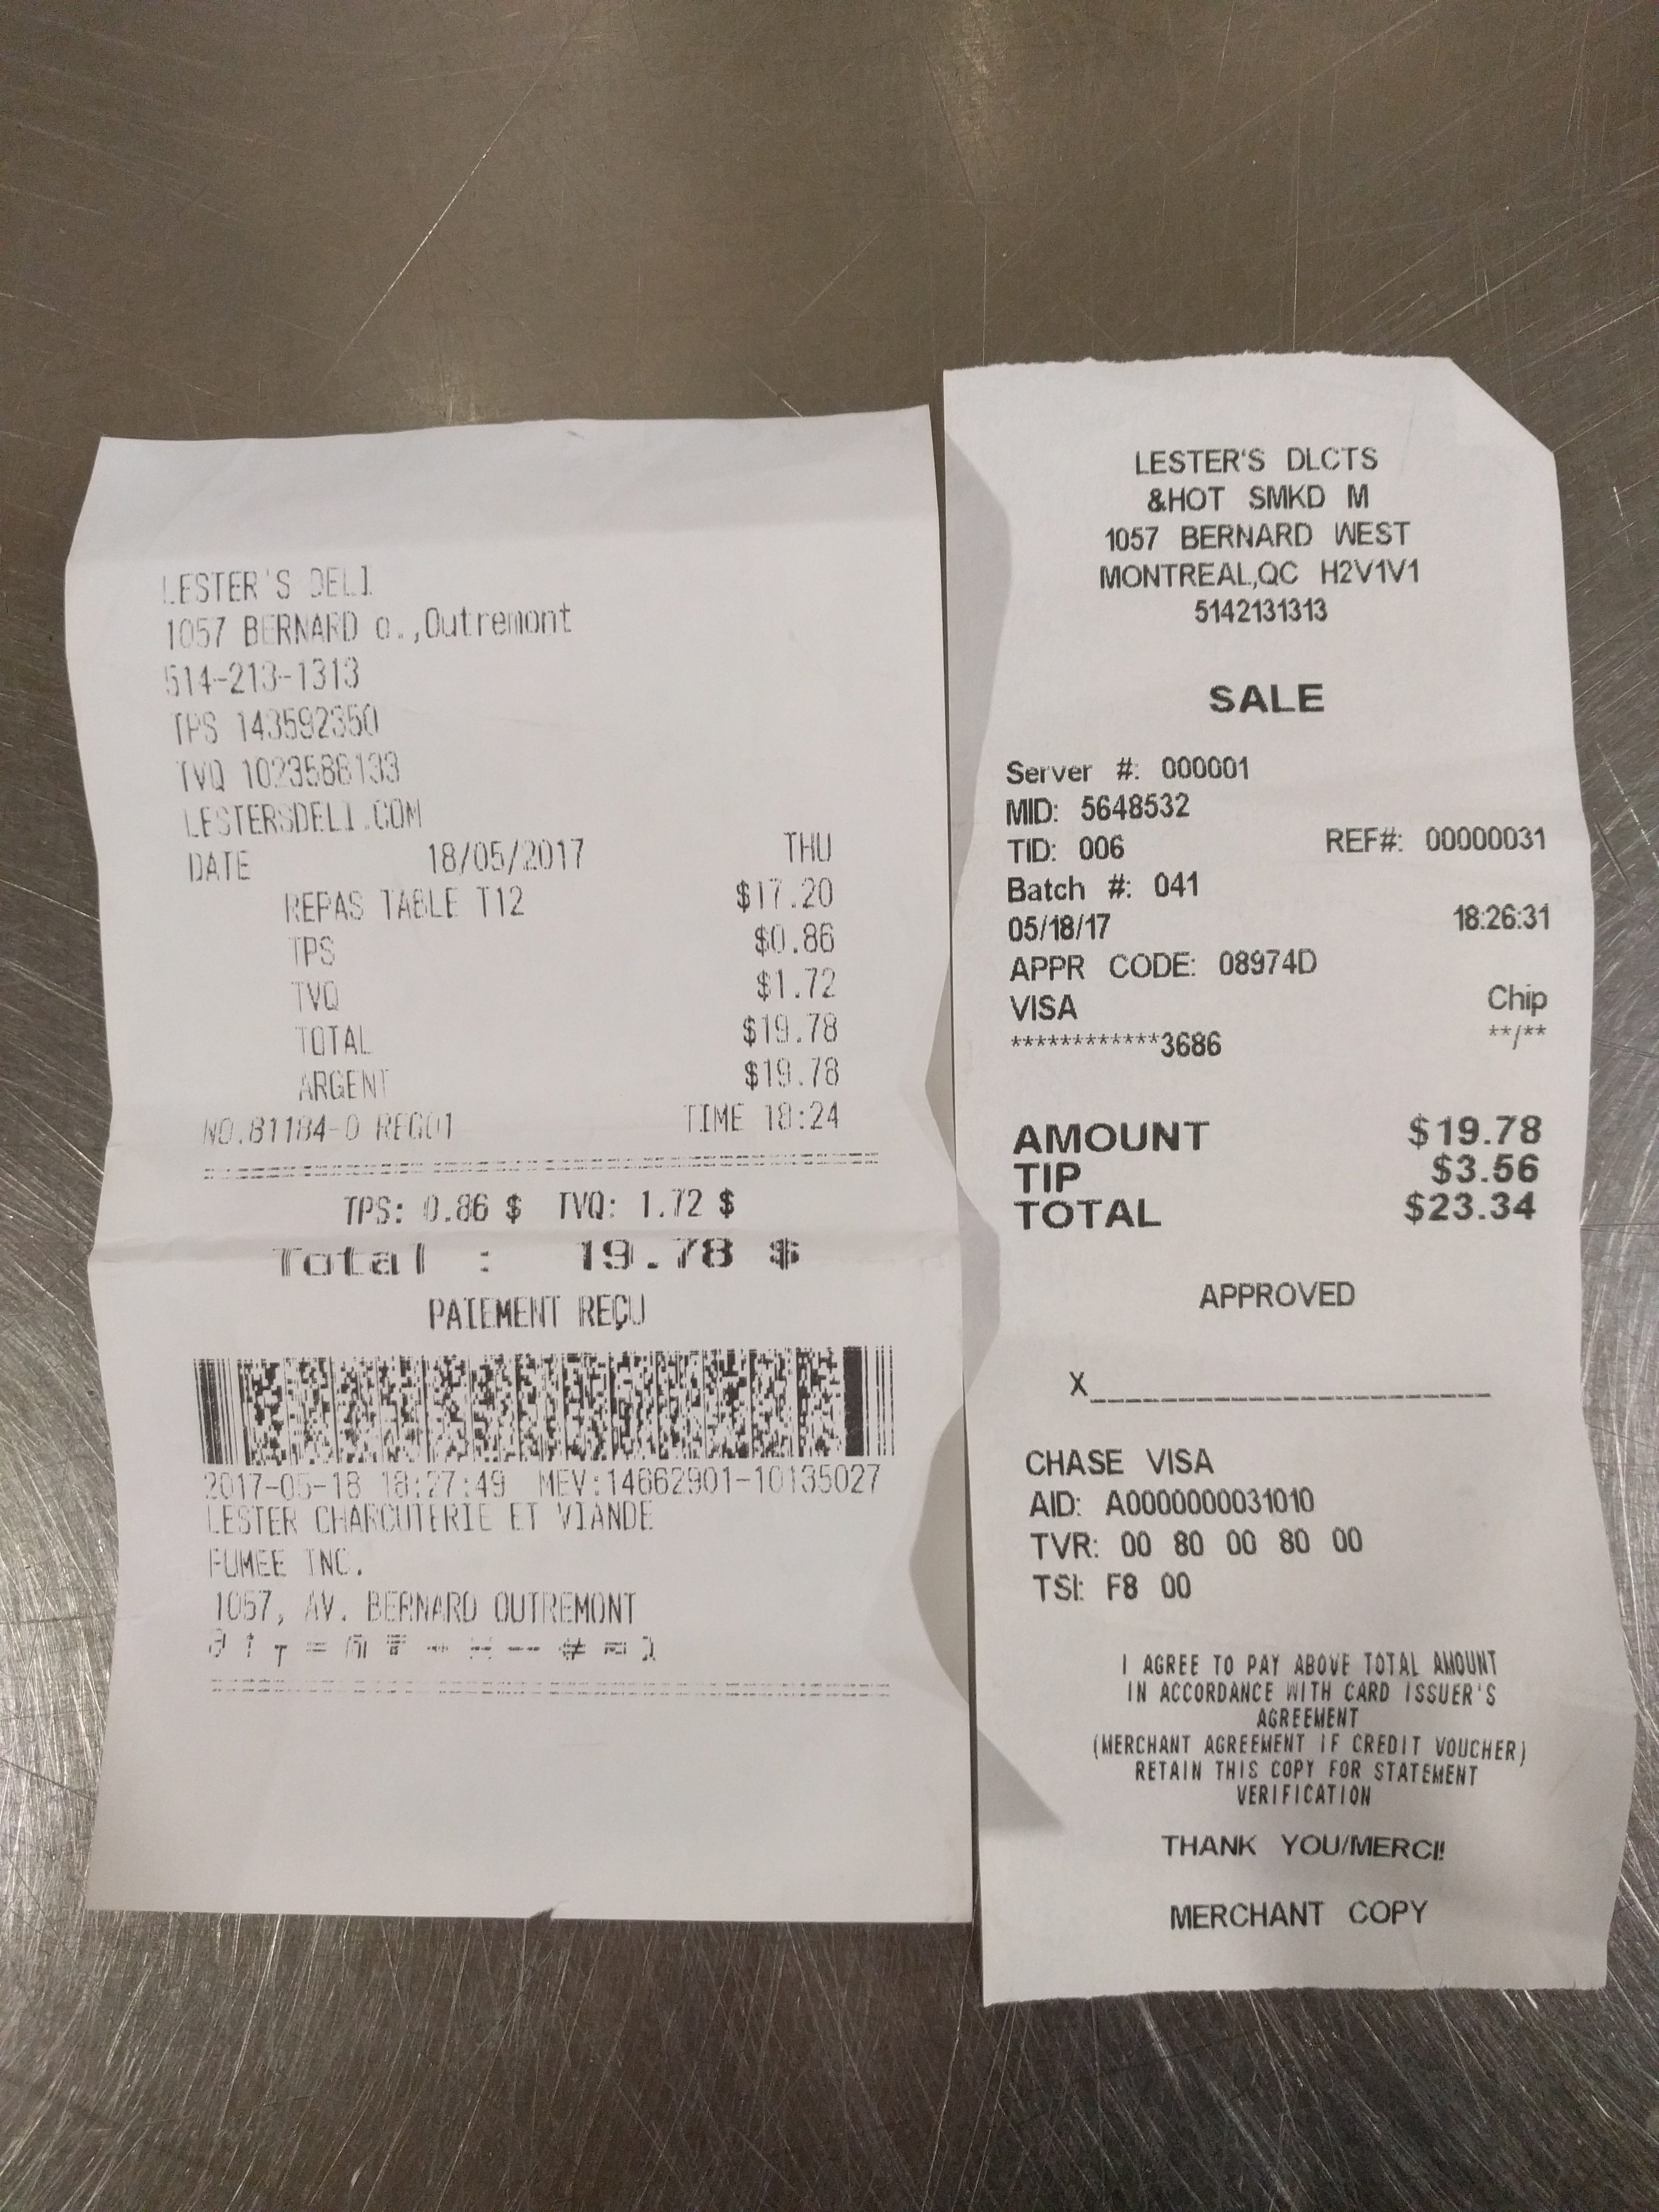 LESTER'S DELI
1057 BERNARD o.,Outremont
514-213-1313
TPS 143592350
TVQ 1023588133
LESTERSDELI.COM
DATE 18/05/2017 THU
REPAS TABLE T12 $17.20
TPS $0.86
TVQ $1.72
TOTAL $19.78
ARGENT $19.78
NO.81184-0 REG01 TIME 18:24
TPS: 0.86 $ TVQ: 1.72 $
Total : 19.78 $
PAIEMENT REÇU
2017-05-18 18:27:49 MEV:14662901-10135027
LESTER CHARCUTERIE ET VIANDE
FUMEE INC.
1057, AV. BERNARD OUTREMONT
LESTER'S DLCTS
&HOT SMKD M
1057 BERNARD WEST
MONTREAL,QC H2V1V1
5142131313
SALE
Server #: 000001
MID: 5648532
TID: 006 REF#: 00000031
Batch #: 041
05/18/17 18:26:31
APPR CODE: 08974D
VISA Chip
************3686 **/**
AMOUNT $19.78
TIP $3.56
TOTAL $23.34
APPROVED
X
CHASE VISA
AID: A0000000031010
TVR: 00 80 00 80 00
TSI: F8 00
I AGREE TO PAY ABOVE TOTAL AMOUNT
IN ACCORDANCE WITH CARD ISSUER'S
AGREEMENT
(MERCHANT AGREEMENT IF CREDIT VOUCHER)
RETAIN THIS COPY FOR STATEMENT
VERIFICATION
THANK YOU/MERCI!
MERCHANT COPY